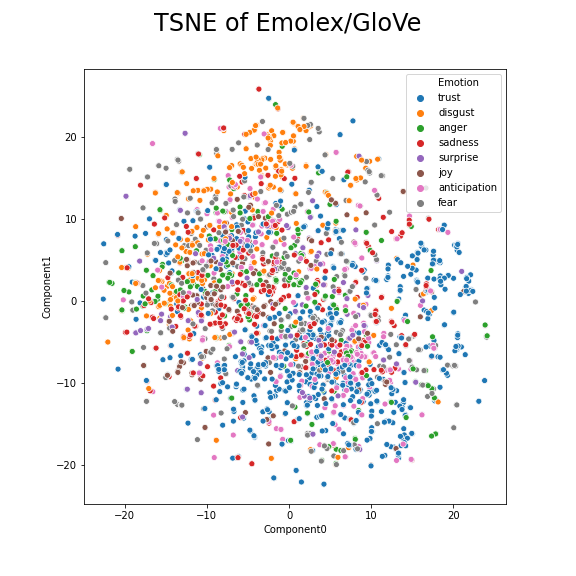 TSNE of Emolex/GloVe
Emotion
trust
disgust
anger
sadness
surprise
joy
anticipation
fear
Component1
20
10
0
−10
−20
−20
−10
0
10
20
Component0